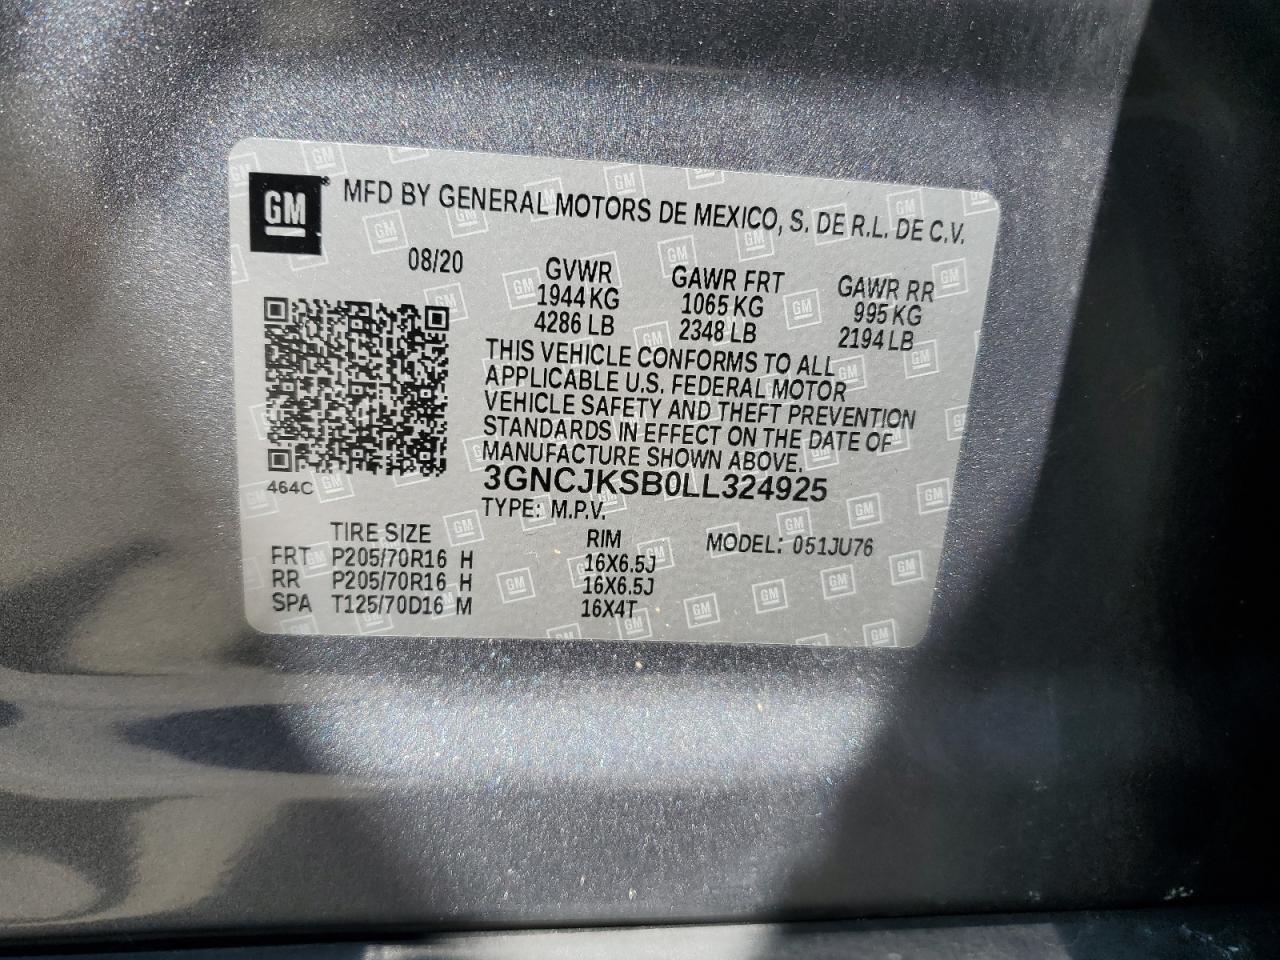 GM MFD BY GENERAL MOTORS DE MEXICO, S. DE R.L. DE C.V.
08/20 GVWR GAWR FRT GAWR RR
1944 KG 1065 KG 995 KG
4286 LB 2348 LB 2194 LB
THIS VEHICLE CONFORMS TO ALL
APPLICABLE U.S. FEDERAL MOTOR
VEHICLE SAFETY AND THEFT PREVENTION
STANDARDS IN EFFECT ON THE DATE OF
MANUFACTURE SHOWN ABOVE.
464C 3GNCJKSB0LL324925
TYPE: M.P.V.
TIRE SIZE RIM MODEL: 051JU76
FRT P205/70R16 H 16X6.5J
RR P205/70R16 H 16X6.5J
SPA T125/70D16 M 16X4T